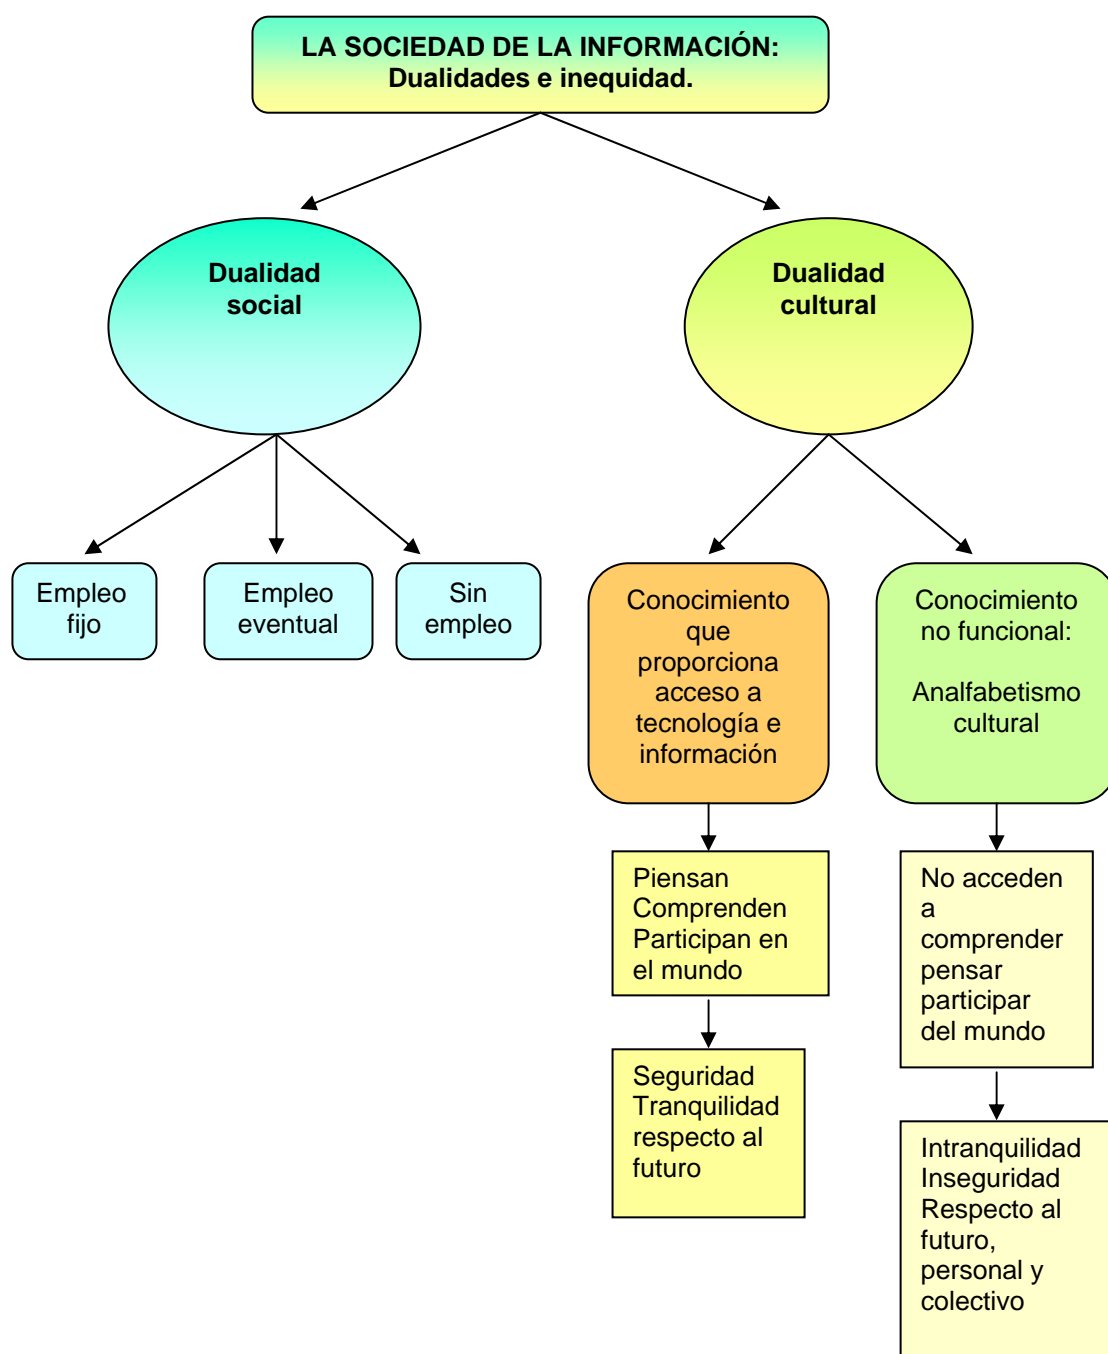 LA SOCIEDAD DE LA INFORMACIÓN:
Dualidades e inequidad.
Dualidad
social
Dualidad
cultural
Empleo
fijo
Empleo
eventual
Sin
empleo
Conocimiento
que
proporciona
acceso a
tecnología e
información
Conocimiento
no funcional:
Analfabetismo
cultural
Piensan
Comprenden
Participan en
el mundo
No acceden
a
comprender
pensar
participar
del mundo
Seguridad
Tranquilidad
respecto al
futuro
Intranquilidad
Inseguridad
Respecto al
futuro,
personal y
colectivo